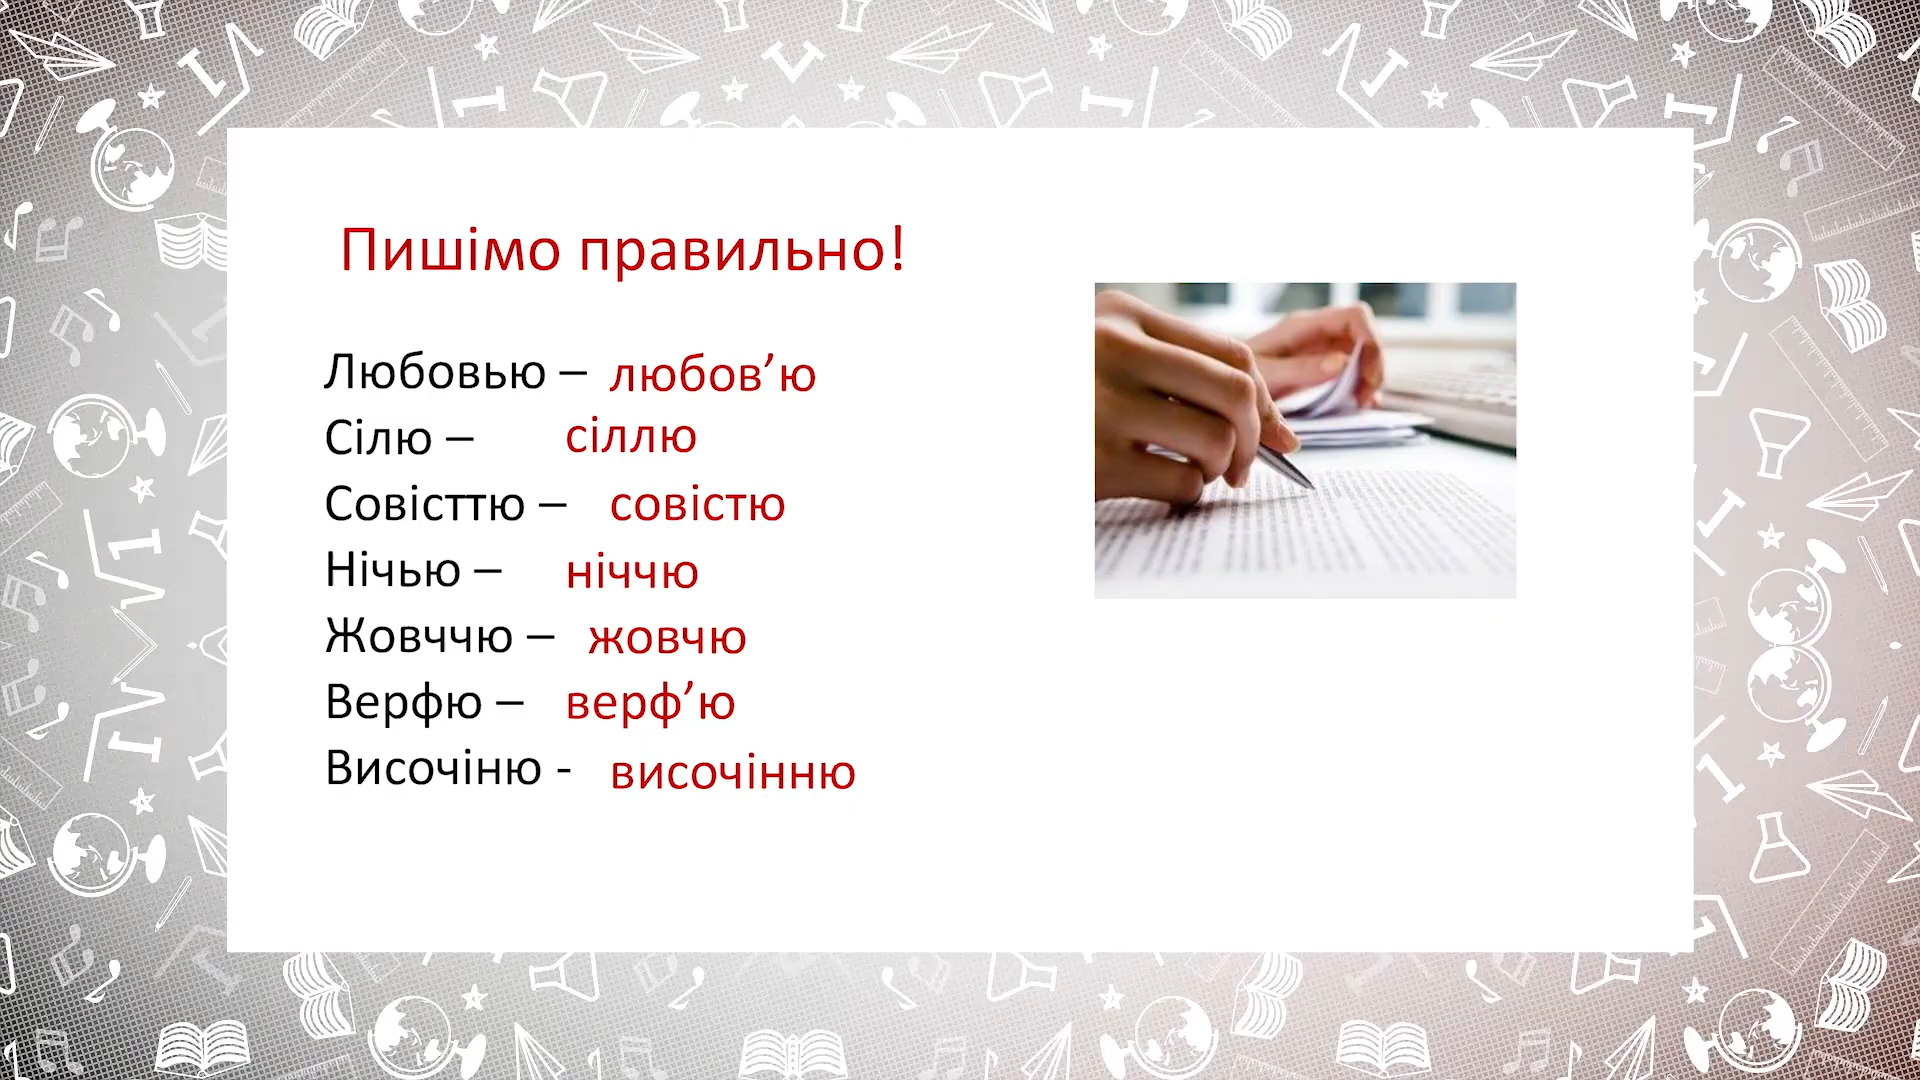 Пишімо правильно!
Любовью – любов’ю
Сілю – сіллю
Совісттю – совістю
Нічью – ніччю
Жовччю – жовчю
Верфю – верф’ю
Височіню - височінню